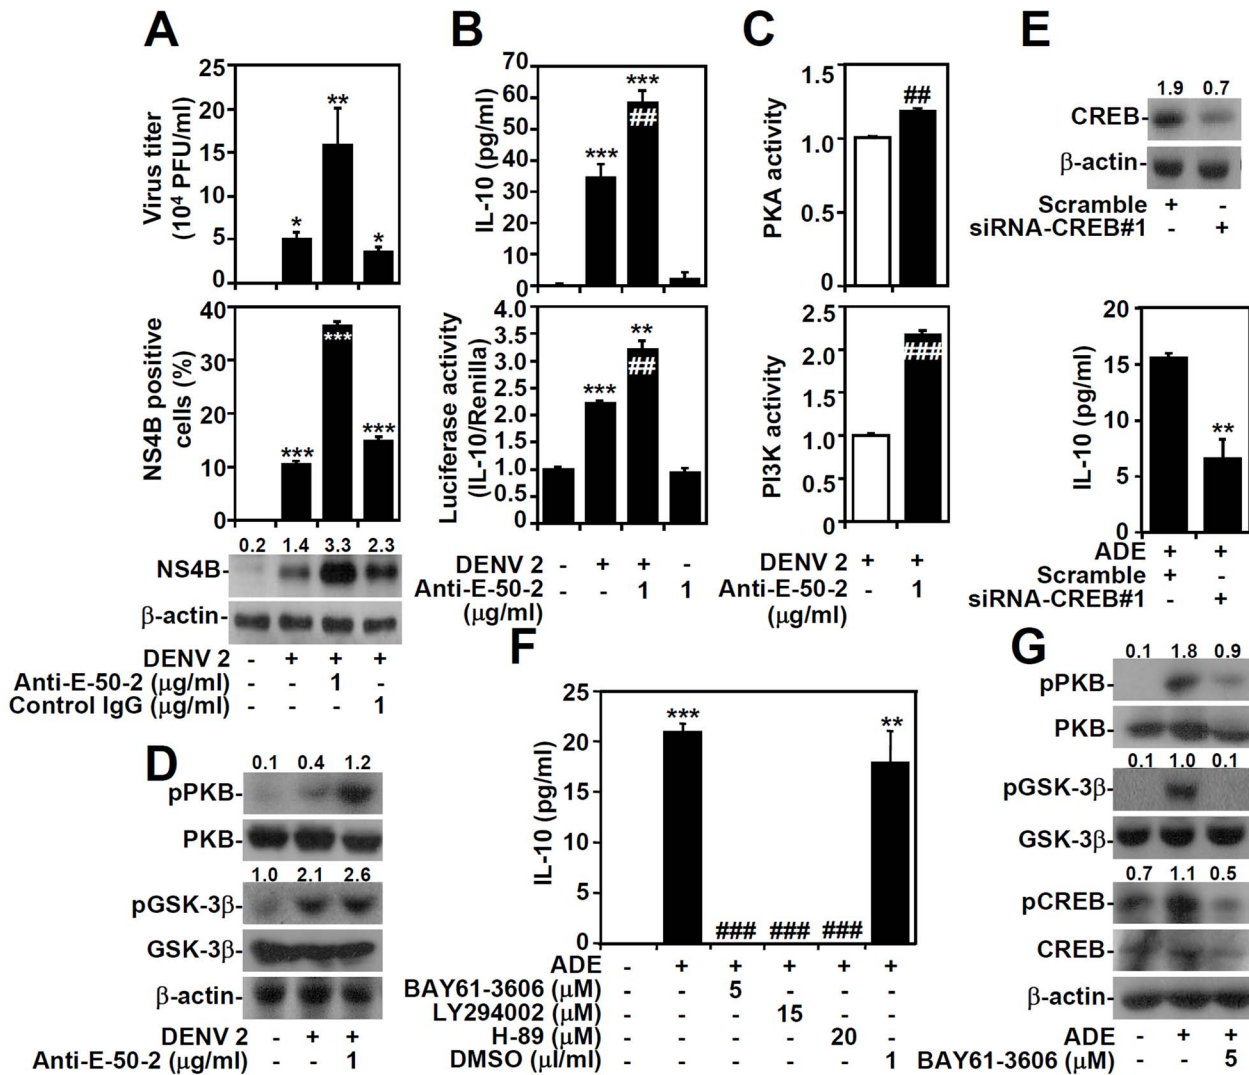 A
Virus titer
(10⁴ PFU/ml)
25
20
15
10
5
0
*
**
*
NS4B positive
cells (%)
40
30
20
10
0
***
***
***
0.2 1.4 3.3 2.3
NS4B-
β-actin-
DENV 2 - + + +
Anti-E-50-2 (μg/ml) - - 1 -
Control IgG (μg/ml) - - - 1
B
IL-10 (pg/ml)
70
60
50
40
30
20
10
0
***
***
##
Luciferase activity
(IL-10/Renilla)
4.0
3.5
3.0
2.5
2.0
1.5
1.0
0.5
0
***
**
##
DENV 2 - + + -
Anti-E-50-2 - - 1 1
(μg/ml)
C
PKA activity
1.5
1.0
0.5
0
##
PI3K activity
2.5
2.0
1.5
1.0
0.5
0
###
DENV 2 + +
Anti-E-50-2 - 1
(μg/ml)
E
1.9 0.7
CREB-
β-actin-
Scramble + -
siRNA-CREB#1 - +
IL-10 (pg/ml)
20
15
10
5
0
**
ADE + +
Scramble + -
siRNA-CREB#1 - +
D
0.1 0.4 1.2
pPKB-
PKB-
1.0 2.1 2.6
pGSK-3β-
GSK-3β-
β-actin-
DENV 2 - + +
Anti-E-50-2 (μg/ml) - - 1
F
IL-10 (pg/ml)
25
20
15
10
5
0
***
### ### ###
**
ADE - + + + + +
BAY61-3606 (μM) - - 5 - - -
LY294002 (μM) - - - 15 - -
H-89 (μM) - - - - 20 -
DMSO (μl/ml) - - - - - 1
G
0.1 1.8 0.9
pPKB-
PKB-
0.1 1.0 0.1
pGSK-3β-
GSK-3β-
0.7 1.1 0.5
pCREB-
CREB-
β-actin-
ADE - + +
BAY61-3606 (μM) - - 5